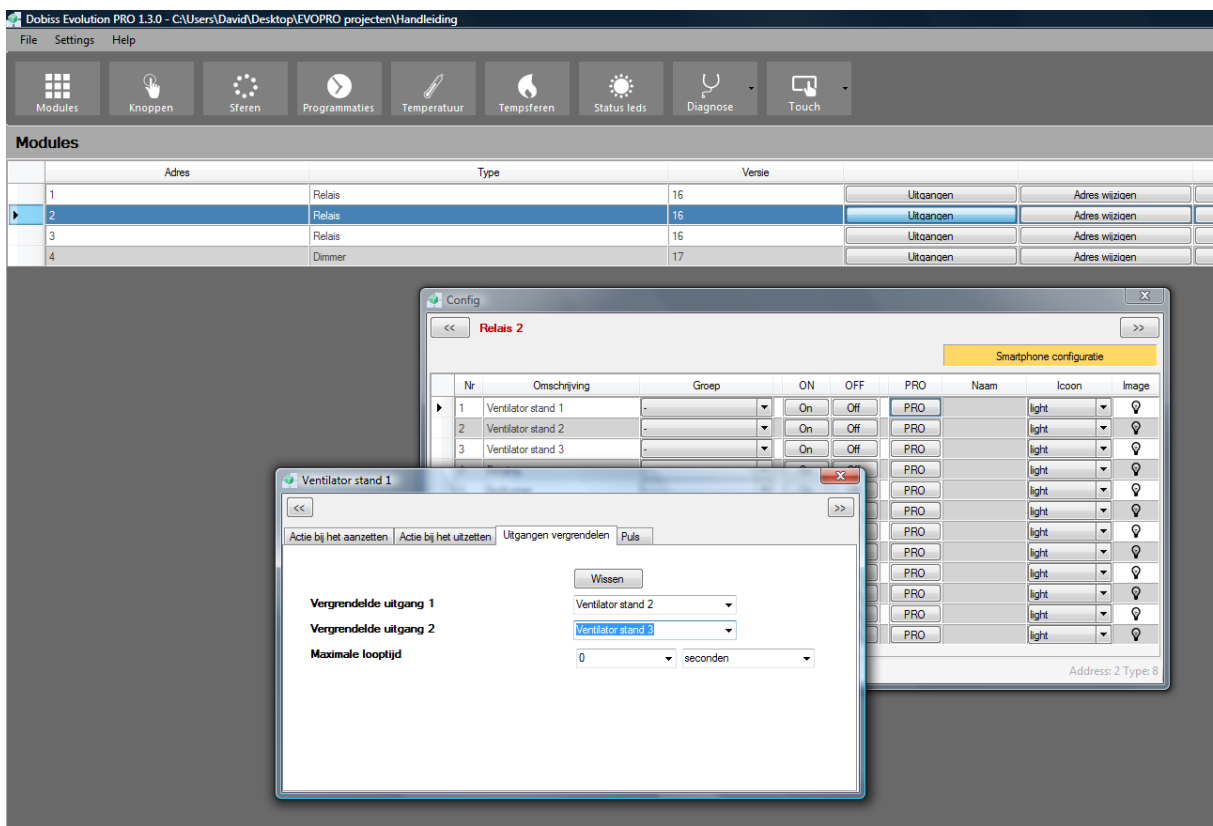 Dobiss Evolution PRO 1.3.0 - C:\Users\David\Desktop\EVOPRO projecten\Handleiding
File Settings Help
Modules Knoppen Sferen Programmaties Temperatuur Tempsferen Status leds Diagnose Touch
Modules
Adres Type Versie
1 Relais 16 Uitgangen Adres wijzigen
2 Relais 16 Uitgangen Adres wijzigen
3 Relais 16 Uitgangen Adres wijzigen
4 Dimmer 17 Uitgangen Adres wijzigen
Config X
<< Relais 2 >>
Smartphone configuratie
Nr Omschrijving Groep ON OFF PRO Naam Icoon Image
1 Ventilator stand 1 - On Off PRO light
2 Ventilator stand 2 - On Off PRO light
3 Ventilator stand 3 - On Off PRO light
PRO light
PRO light
PRO light
PRO light
PRO light
PRO light
PRO light
PRO light
PRO light
Address: 2 Type: 8
Ventilator stand 1 X
<< >>
Actie bij het aanzetten Actie bij het uitzetten Uitgangen vergrendelen Puls
Wissen
Vergrendelde uitgang 1 Ventilator stand 2
Vergrendelde uitgang 2 Ventilator stand 3
Maximale looptijd 0 seconden